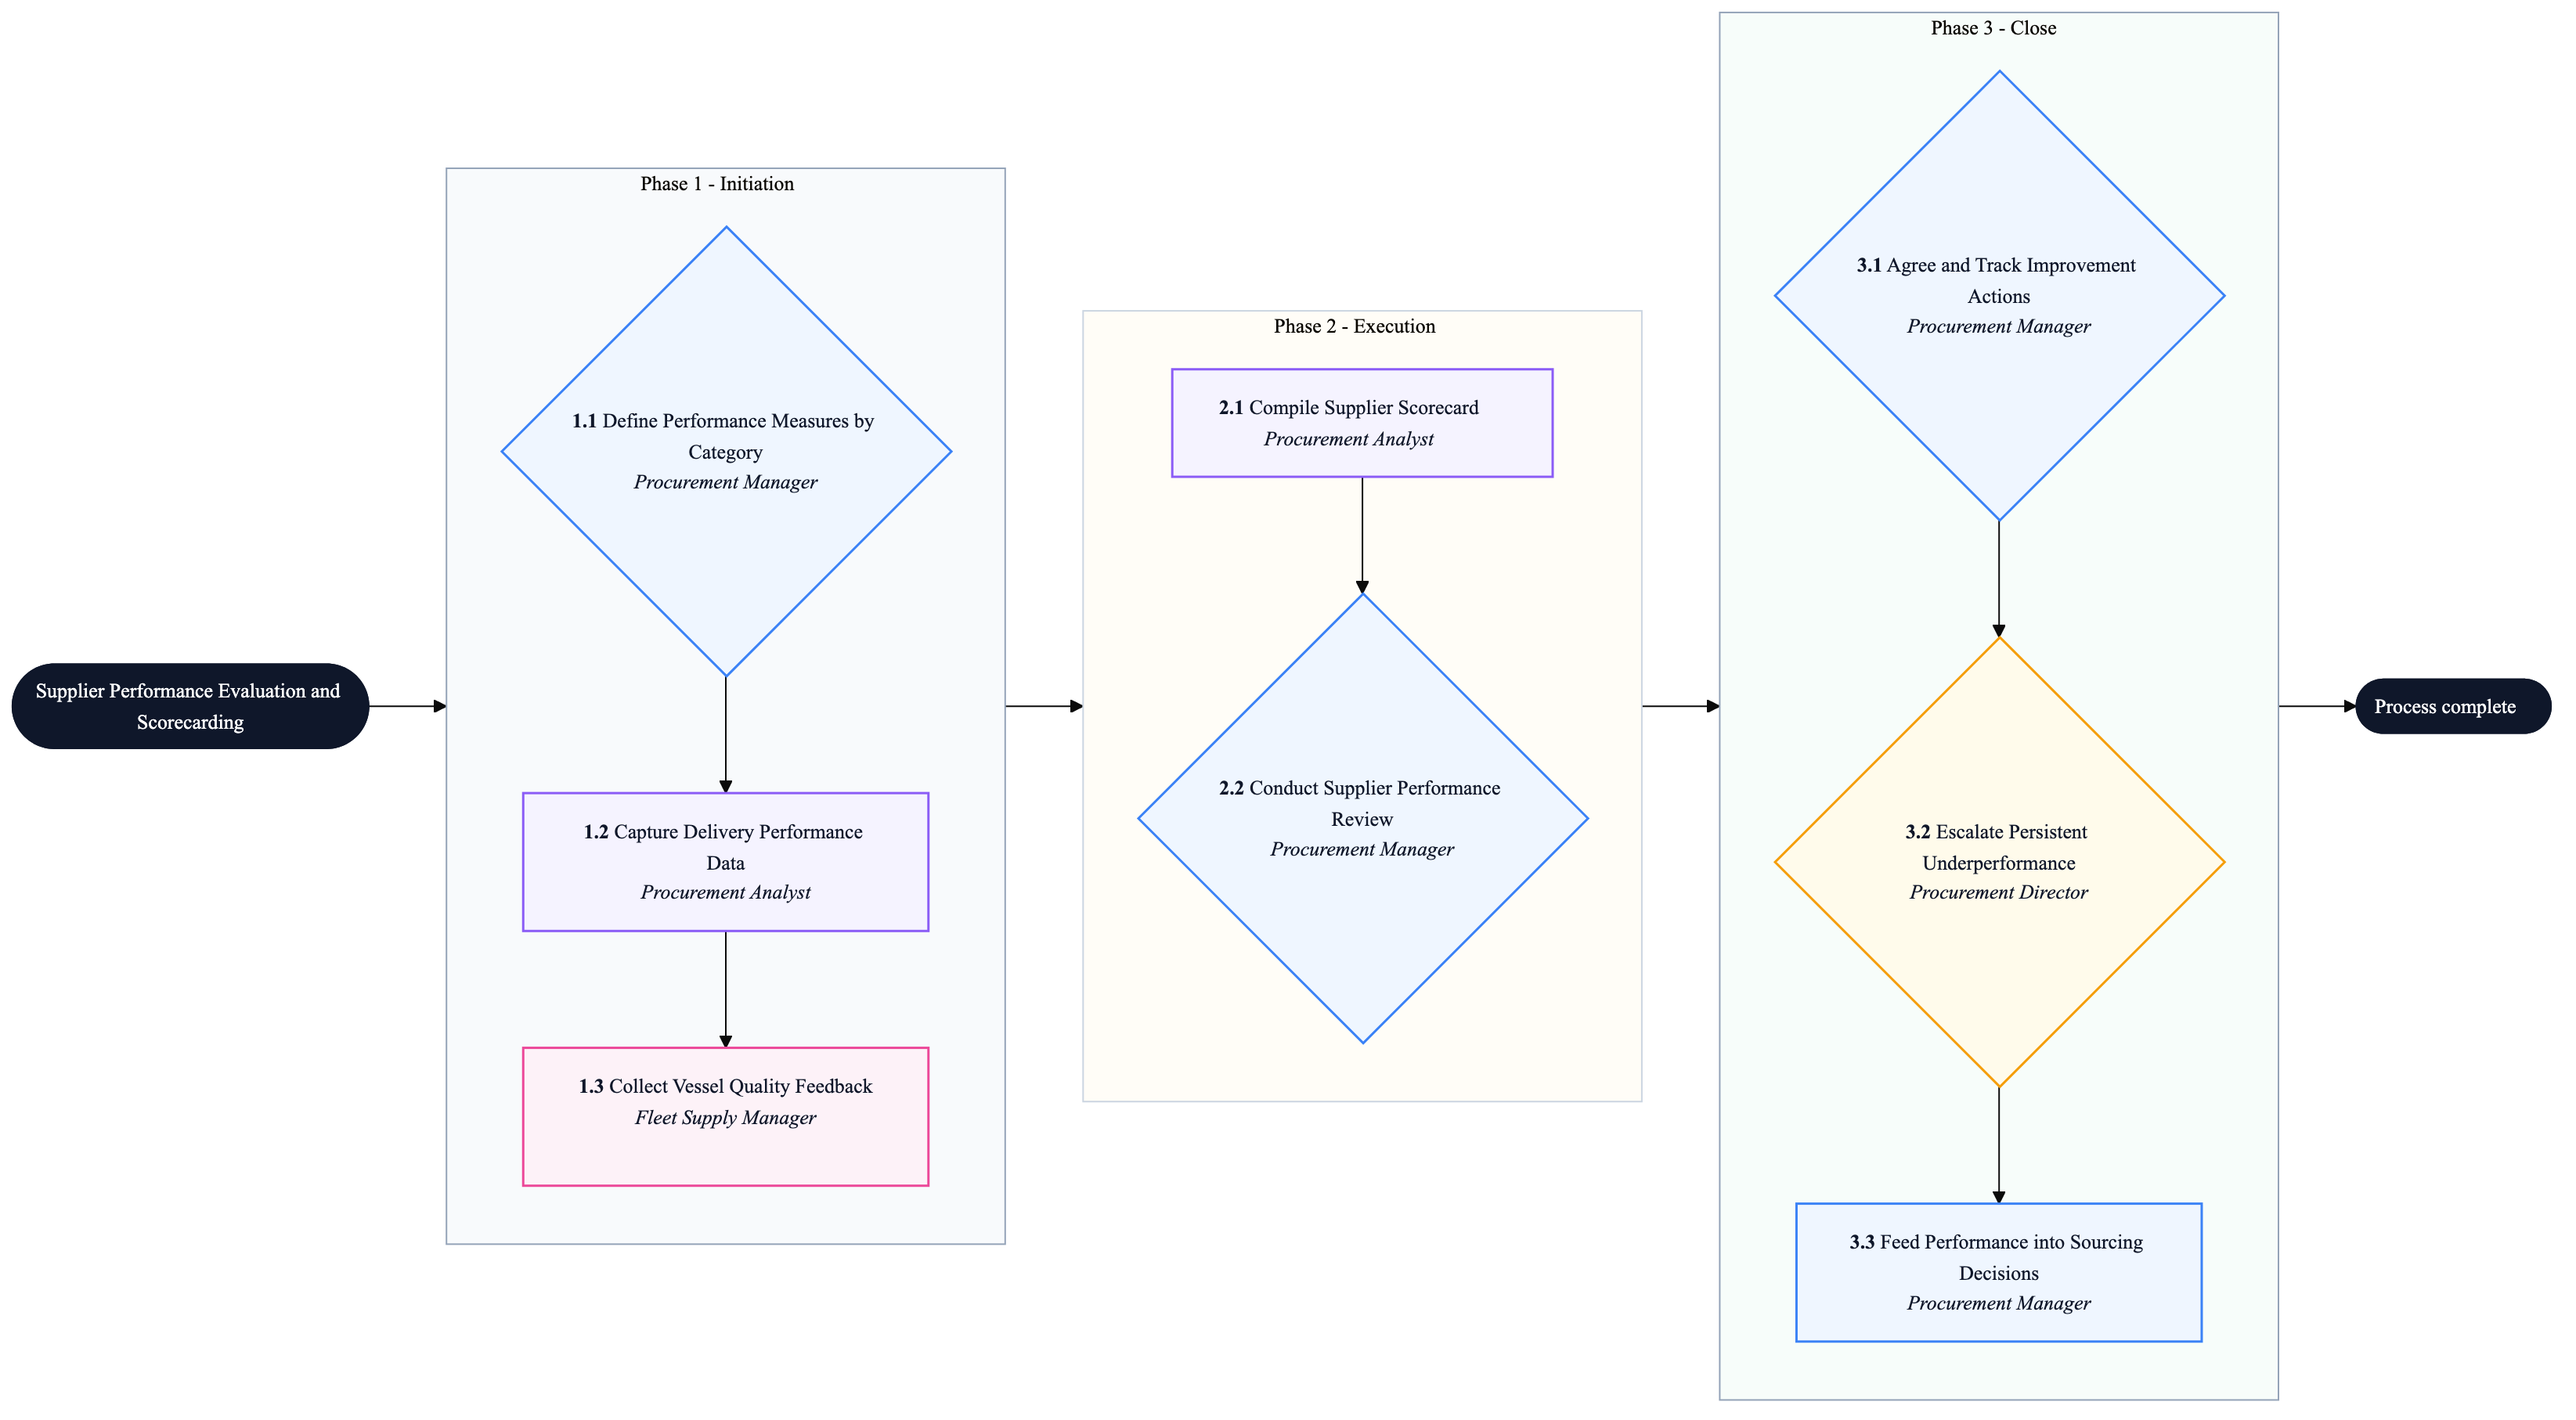 Supplier Performance Evaluation and
Scorecarding
Phase 1 - Initiation
1.1 Define Performance Measures by
Category
Procurement Manager
1.2 Capture Delivery Performance
Data
Procurement Analyst
1.3 Collect Vessel Quality Feedback
Fleet Supply Manager
Phase 2 - Execution
2.1 Compile Supplier Scorecard
Procurement Analyst
2.2 Conduct Supplier Performance
Review
Procurement Manager
Phase 3 - Close
3.1 Agree and Track Improvement
Actions
Procurement Manager
3.2 Escalate Persistent
Underperformance
Procurement Director
3.3 Feed Performance into Sourcing
Decisions
Procurement Manager
Process complete